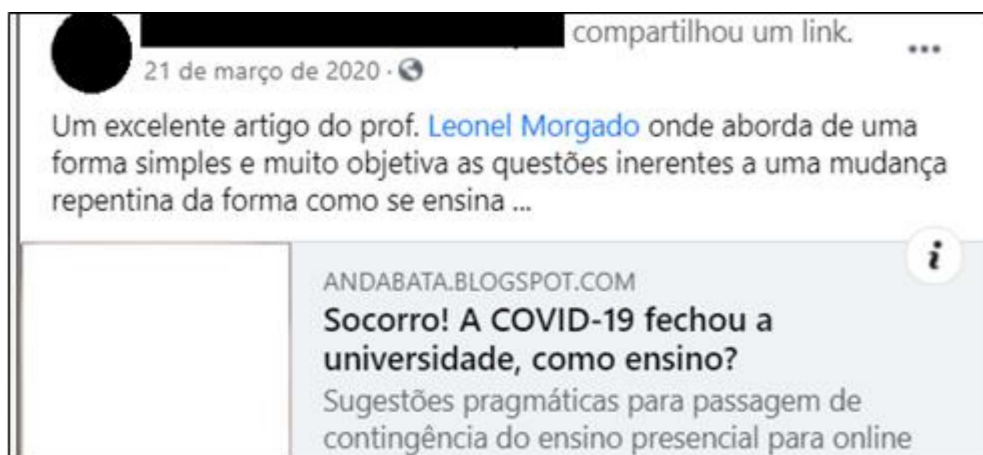 compartilhou um link.
21 de março de 2020 ·
Um excelente artigo do prof. Leonel Morgado onde aborda de uma
forma simples e muito objetiva as questões inerentes a uma mudança
repentina da forma como se ensina ...
ANDABATA.BLOGSPOT.COM
Socorro! A COVID-19 fechou a
universidade, como ensino?
Sugestões pragmáticas para passagem de
contingência do ensino presencial para online